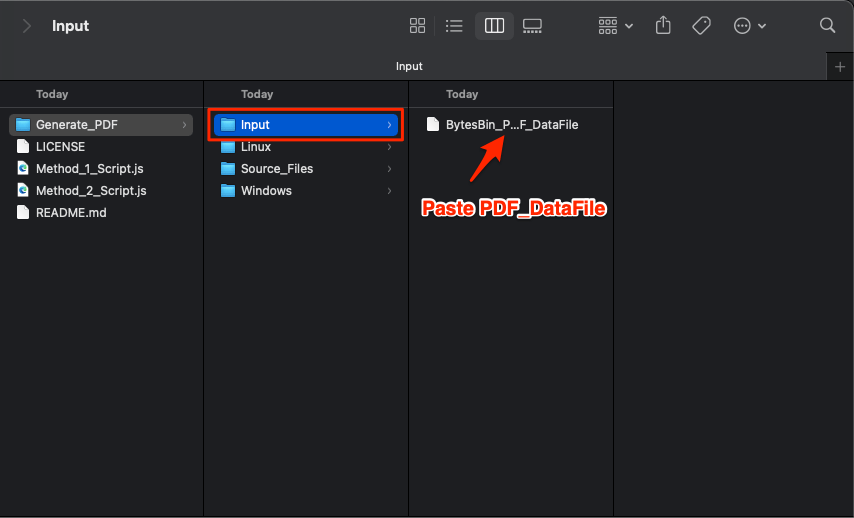 Input
Input
Today
Generate_PDF
LICENSE
Method_1_Script.js
Method_2_Script.js
README.md
Today
Input
Linux
Source_Files
Windows
Today
BytesBin_P...F_DataFile
Paste PDF_DataFile